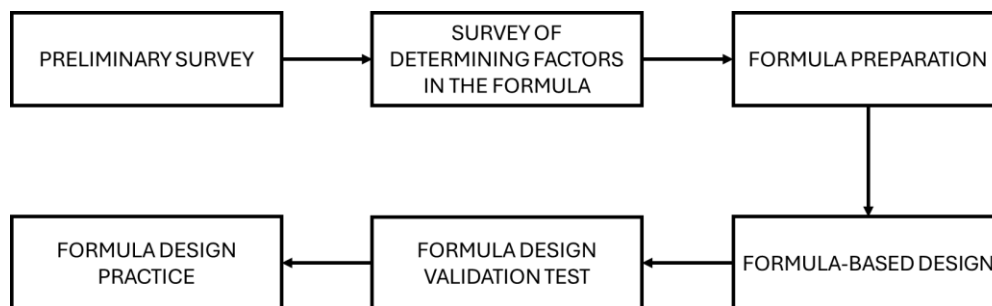 PRELIMINARY SURVEY
SURVEY OF
DETERMINING FACTORS
IN THE FORMULA
FORMULA PREPARATION
FORMULA-BASED DESIGN
FORMULA DESIGN
VALIDATION TEST
FORMULA DESIGN
PRACTICE